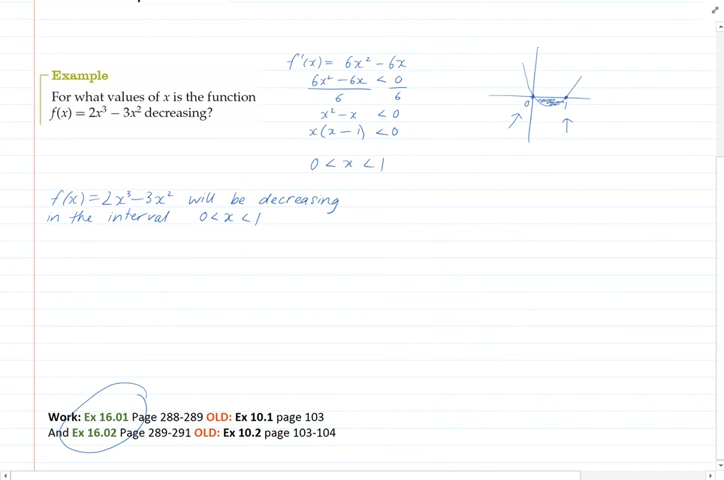 Example
For what values of x is the function
f(x) = 2x³ − 3x² decreasing?
f'(x) = 6x² − 6x
6x² − 6x < 0
6 6
x² − x < 0
x(x − 1) < 0
0 < x < 1
0 1
f(x) = 2x³ − 3x² will be decreasing
in the interval 0 < x < 1
Work: Ex 16.01 Page 288-289 OLD: Ex 10.1 page 103
And Ex 16.02 Page 289-291 OLD: Ex 10.2 page 103-104